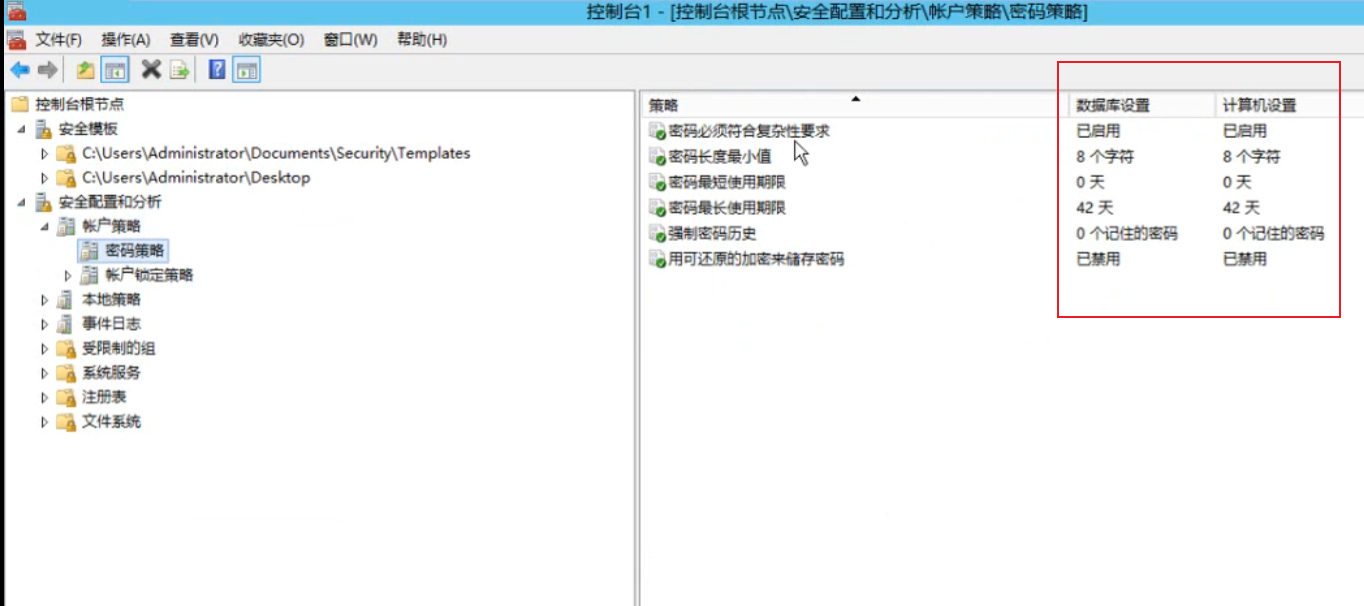 控制台1 - [控制台根节点\安全配置和分析\帐户策略\密码策略]
文件(F) 操作(A) 查看(V) 收藏夹(O) 窗口(W) 帮助(H)
控制台根节点
安全模板
C:\Users\Administrator\Documents\Security\Templates
C:\Users\Administrator\Desktop
安全配置和分析
帐户策略
密码策略
帐户锁定策略
本地策略
事件日志
受限制的组
系统服务
注册表
文件系统
策略 数据库设置 计算机设置
密码必须符合复杂性要求 已启用 已启用
密码长度最小值 8 个字符 8 个字符
密码最短使用期限 0 天 0 天
密码最长使用期限 42 天 42 天
强制密码历史 0 个记住的密码 0 个记住的密码
用可还原的加密来储存密码 已禁用 已禁用